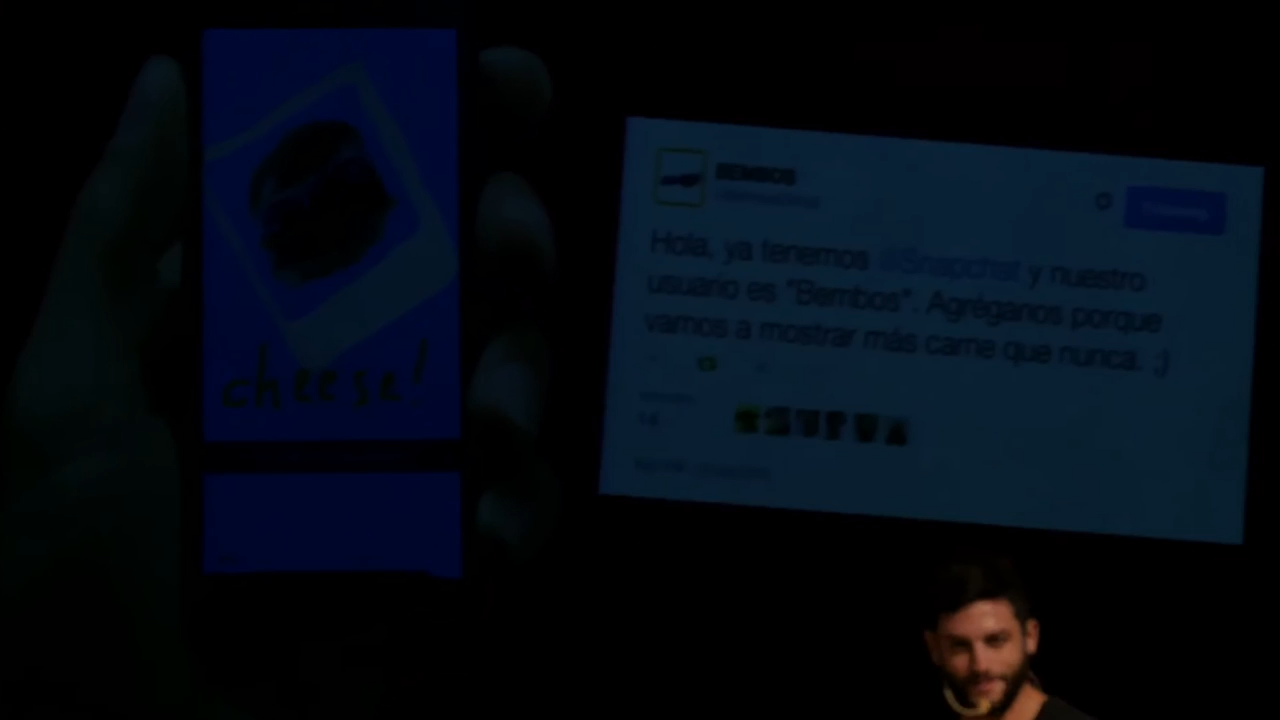 cheese!
BEMBOS
Hola, ya tenemos #Snapchat y nuestro
usuario es "Bembos". Agréganos porque
vamos a mostrar más carne que nunca. ;)